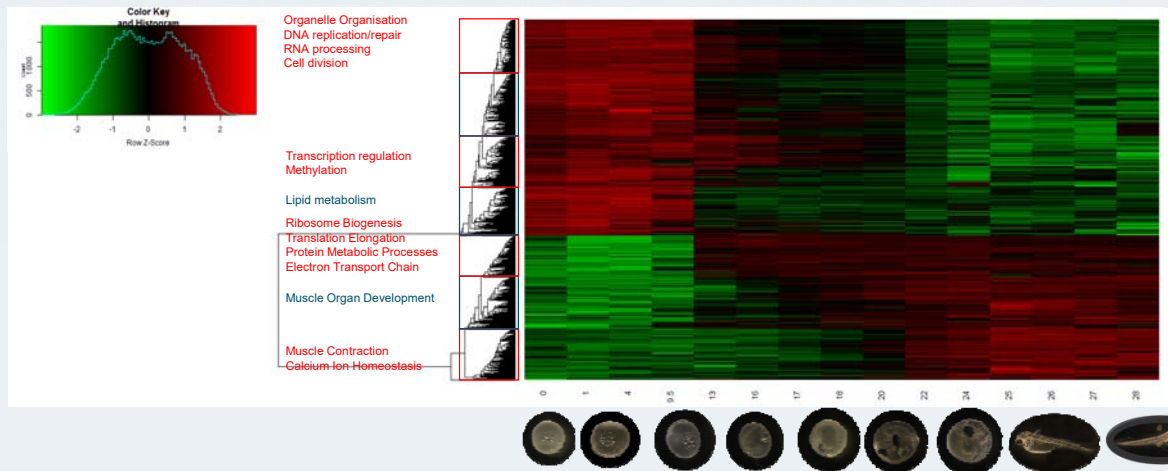 Color Key
and Histogram
Count
0
500
1000
-2
-1
0
1
2
Row Z-Score
Organelle Organisation
DNA replication/repair
RNA processing
Cell division
Transcription regulation
Methylation
Lipid metabolism
Ribosome Biogenesis
Translation Elongation
Protein Metabolic Processes
Electron Transport Chain
Muscle Organ Development
Muscle Contraction
Calcium Ion Homeostasis
0
1
4
9.5
13
16
17
18
20
22
24
25
26
27
28